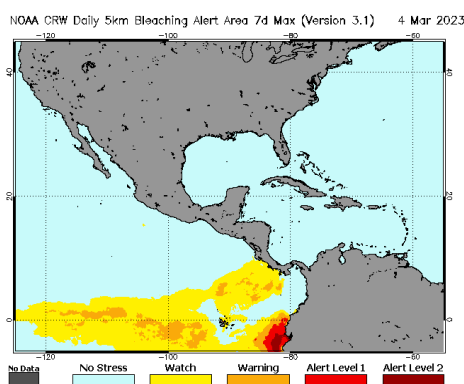 NOAA CRW Daily 5km Bleaching Alert Area 7d Max (Version 3.1) 4 Mar 2023
-120 -100 -80 -60
40 40
20 20
0 0
-120 -100 -80 -60
No Data No Stress Watch Warning Alert Level 1 Alert Level 2